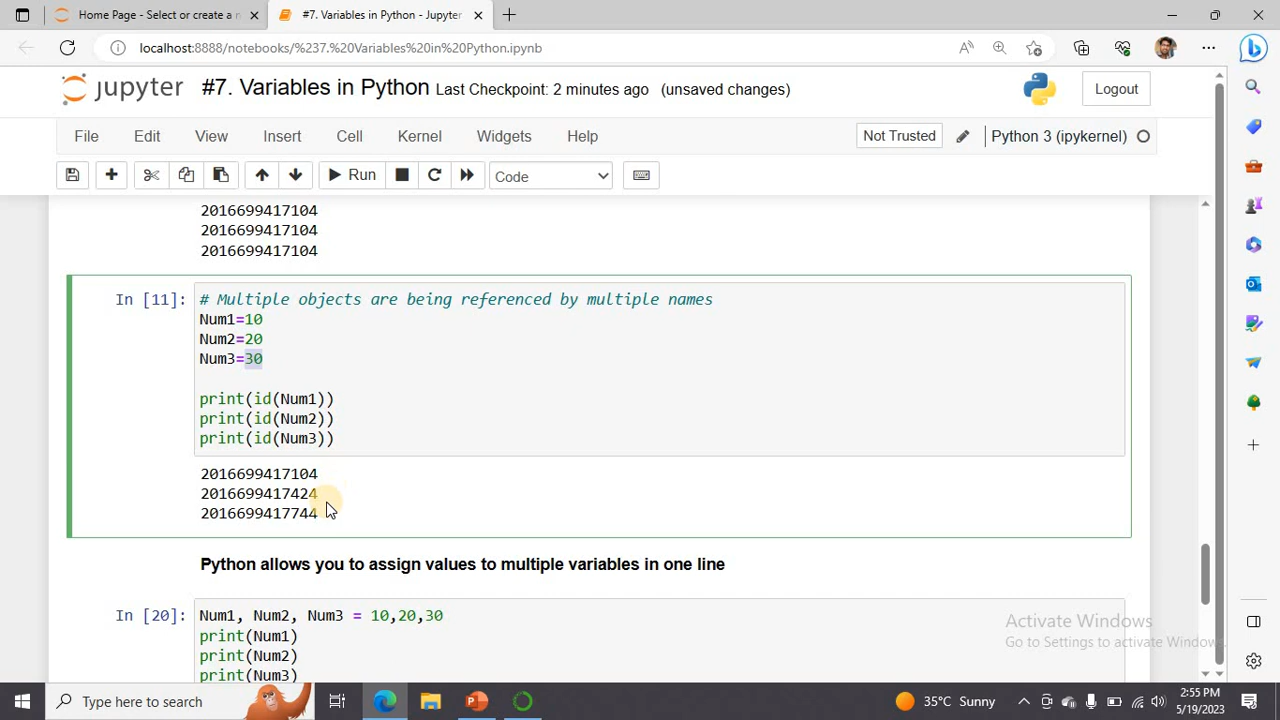 Home Page - Select or create a n
#7. Variables in Python - Jupyter
localhost:8888/notebooks/%237.%20Variables%20in%20Python.ipynb
jupyter
#7. Variables in Python Last Checkpoint: 2 minutes ago (unsaved changes)
Logout
File Edit View Insert Cell Kernel Widgets Help
Not Trusted
Python 3 (ipykernel)
Run
Code
2016699417104
2016699417104
2016699417104
In [11]:
# Multiple objects are being referenced by multiple names
Num1=10
Num2=20
Num3=30
print(id(Num1))
print(id(Num2))
print(id(Num3))
2016699417104
2016699417424
2016699417744
Python allows you to assign values to multiple variables in one line
In [20]:
Num1, Num2, Num3 = 10,20,30
print(Num1)
print(Num2)
print(Num3)
Activate Windows
Go to Settings to activate Windows.
Type here to search
35°C Sunny
2:55 PM
5/19/2023